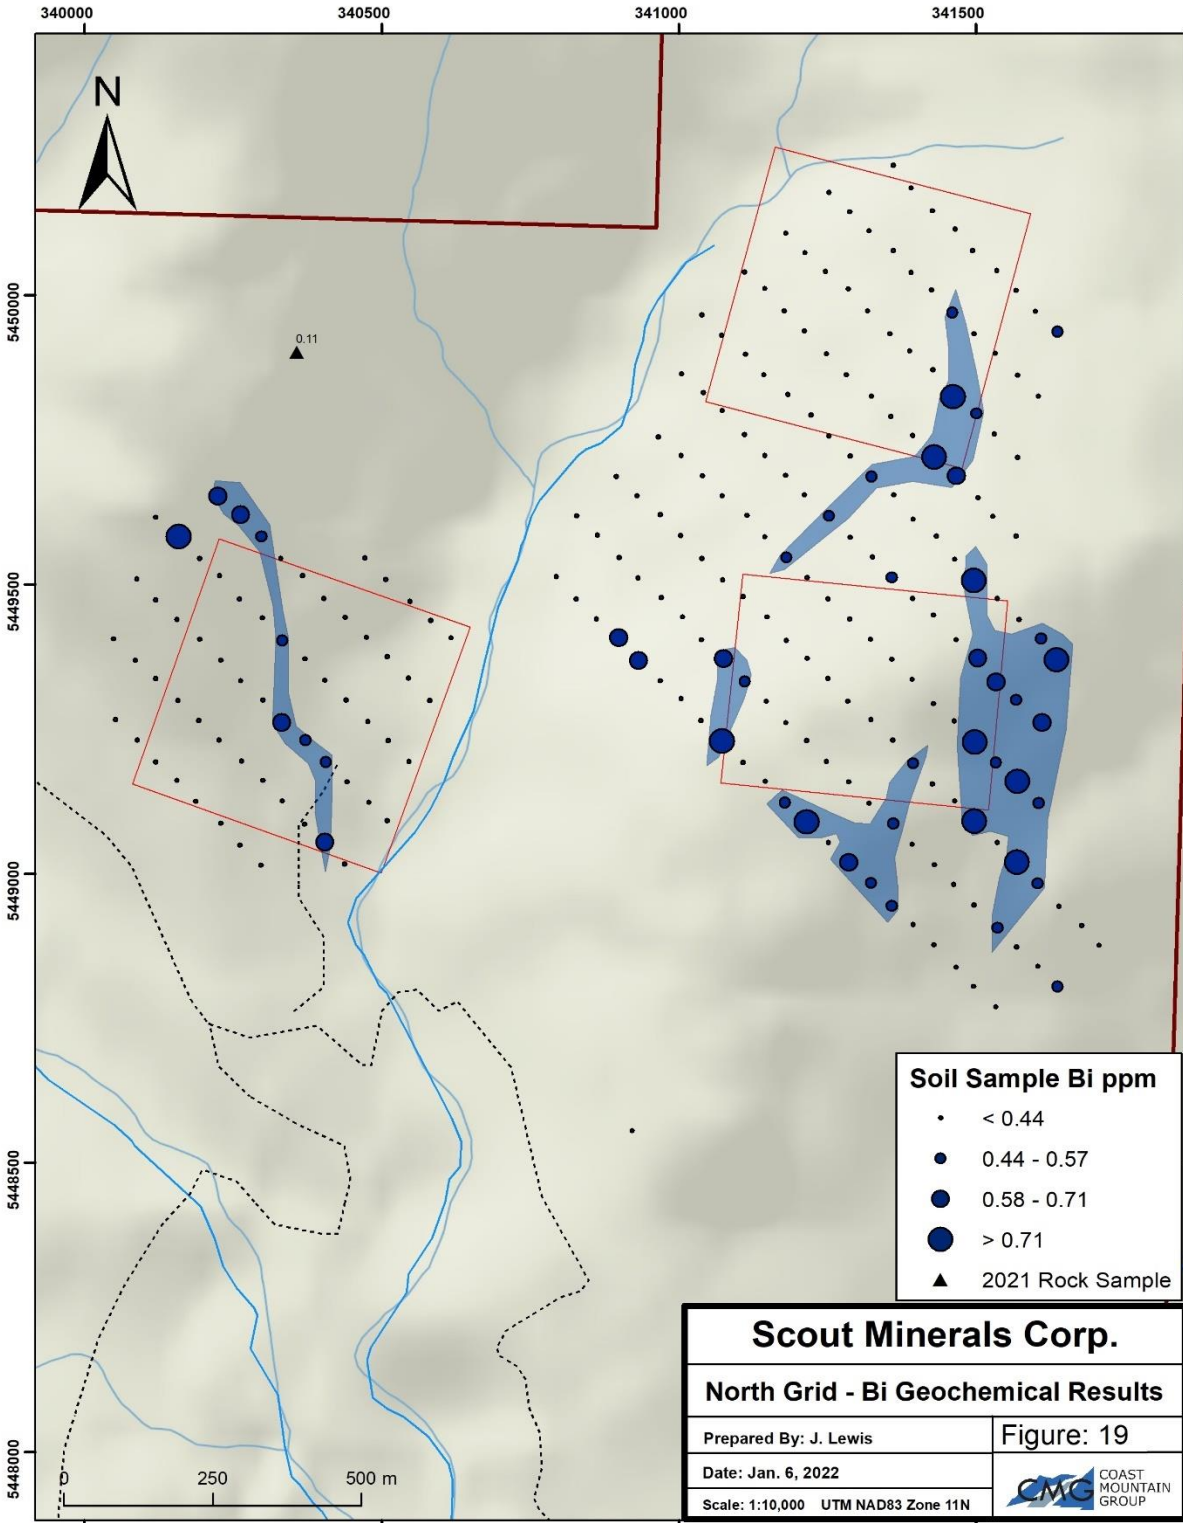 340000 340500 341000 341500
N
5450000
0.11
5449500
5449000
5448500
5448000
Soil Sample Bi ppm
< 0.44
0.44 - 0.57
0.58 - 0.71
> 0.71
2021 Rock Sample
Scout Minerals Corp.
North Grid - Bi Geochemical Results
Prepared By: J. Lewis
Figure: 19
Date: Jan. 6, 2022
Scale: 1:10,000 UTM NAD83 Zone 11N
CMG
COAST
MOUNTAIN
GROUP
0 250 500 m